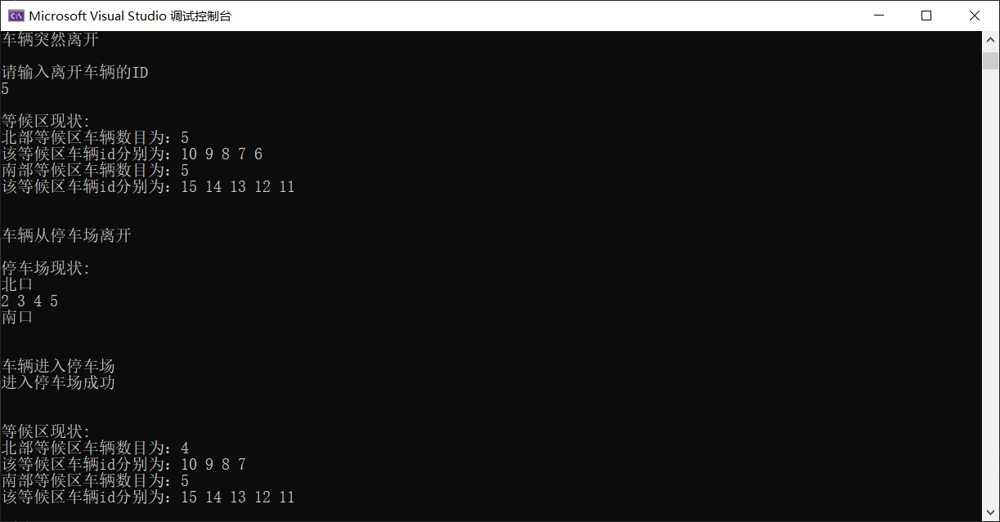 Microsoft Visual Studio 调试控制台
车辆突然离开
请输入离开车辆的ID
5
等候区现状:
北部等候区车辆数目为: 5
该等候区车辆id分别为: 10 9 8 7 6
南部等候区车辆数目为: 5
该等候区车辆id分别为: 15 14 13 12 11
车辆从停车场离开
停车场现状:
北口
2 3 4 5
南口
车辆进入停车场
进入停车场成功
等候区现状:
北部等候区车辆数目为: 4
该等候区车辆id分别为: 10 9 8 7
南部等候区车辆数目为: 5
该等候区车辆id分别为: 15 14 13 12 11